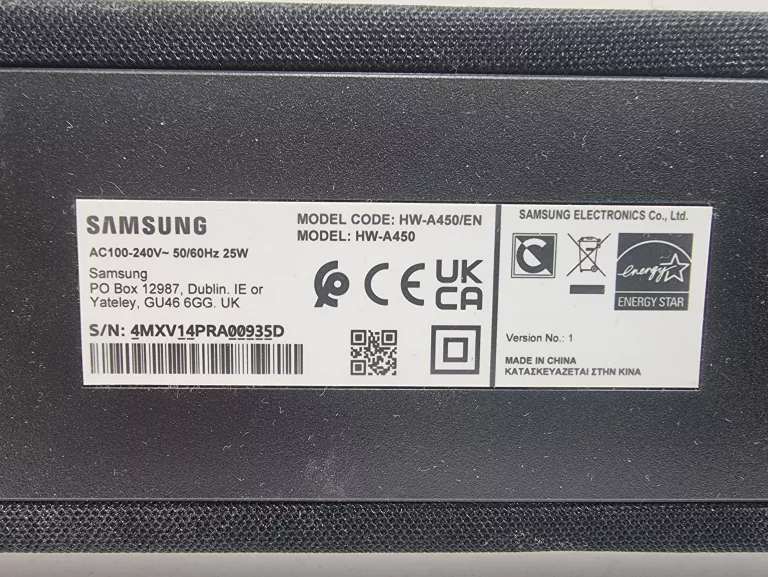 SAMSUNG
AC100-240V~ 50/60Hz 25W
Samsung
PO Box 12987, Dublin. IE or
Yateley, GU46 6GG. UK
S/N: 4MXV14PRA00935D
MODEL CODE: HW-A450/EN
MODEL: HW-A450
CE
UK
CA
SAMSUNG ELECTRONICS Co., Ltd.
energy
ENERGY STAR
Version No.: 1
MADE IN CHINA
ΚΑΤΑΣΚΕΥΑΖΕΤΑΙ ΣΤΗΝ ΚΙΝΑ